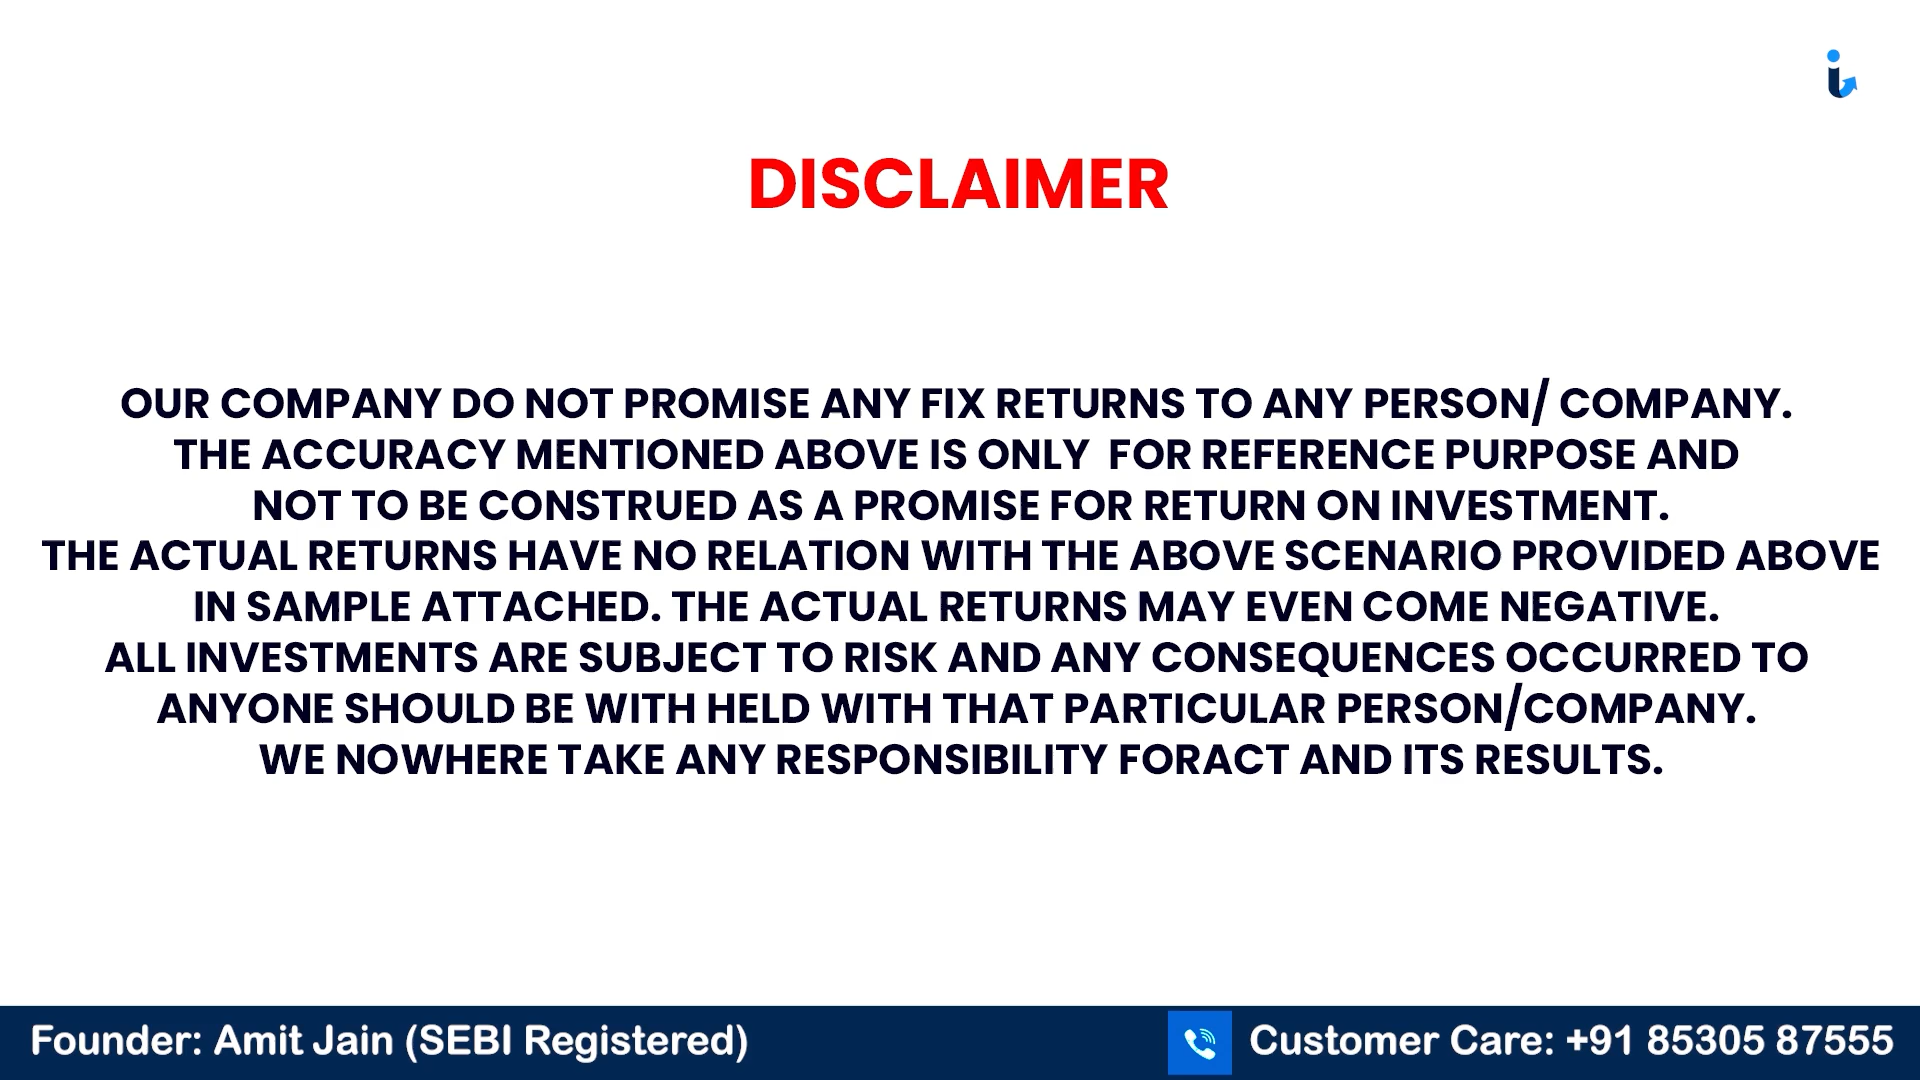 DISCLAIMER
OUR COMPANY DO NOT PROMISE ANY FIX RETURNS TO ANY PERSON/ COMPANY.
THE ACCURACY MENTIONED ABOVE IS ONLY  FOR REFERENCE PURPOSE AND
NOT TO BE CONSTRUED AS A PROMISE FOR RETURN ON INVESTMENT.
THE ACTUAL RETURNS HAVE NO RELATION WITH THE ABOVE SCENARIO PROVIDED ABOVE
IN SAMPLE ATTACHED. THE ACTUAL RETURNS MAY EVEN COME NEGATIVE.
ALL INVESTMENTS ARE SUBJECT TO RISK AND ANY CONSEQUENCES OCCURRED TO
ANYONE SHOULD BE WITH HELD WITH THAT PARTICULAR PERSON/COMPANY.
WE NOWHERE TAKE ANY RESPONSIBILITY FORACT AND ITS RESULTS.
Founder: Amit Jain (SEBI Registered)
Customer Care: +91 85305 87555